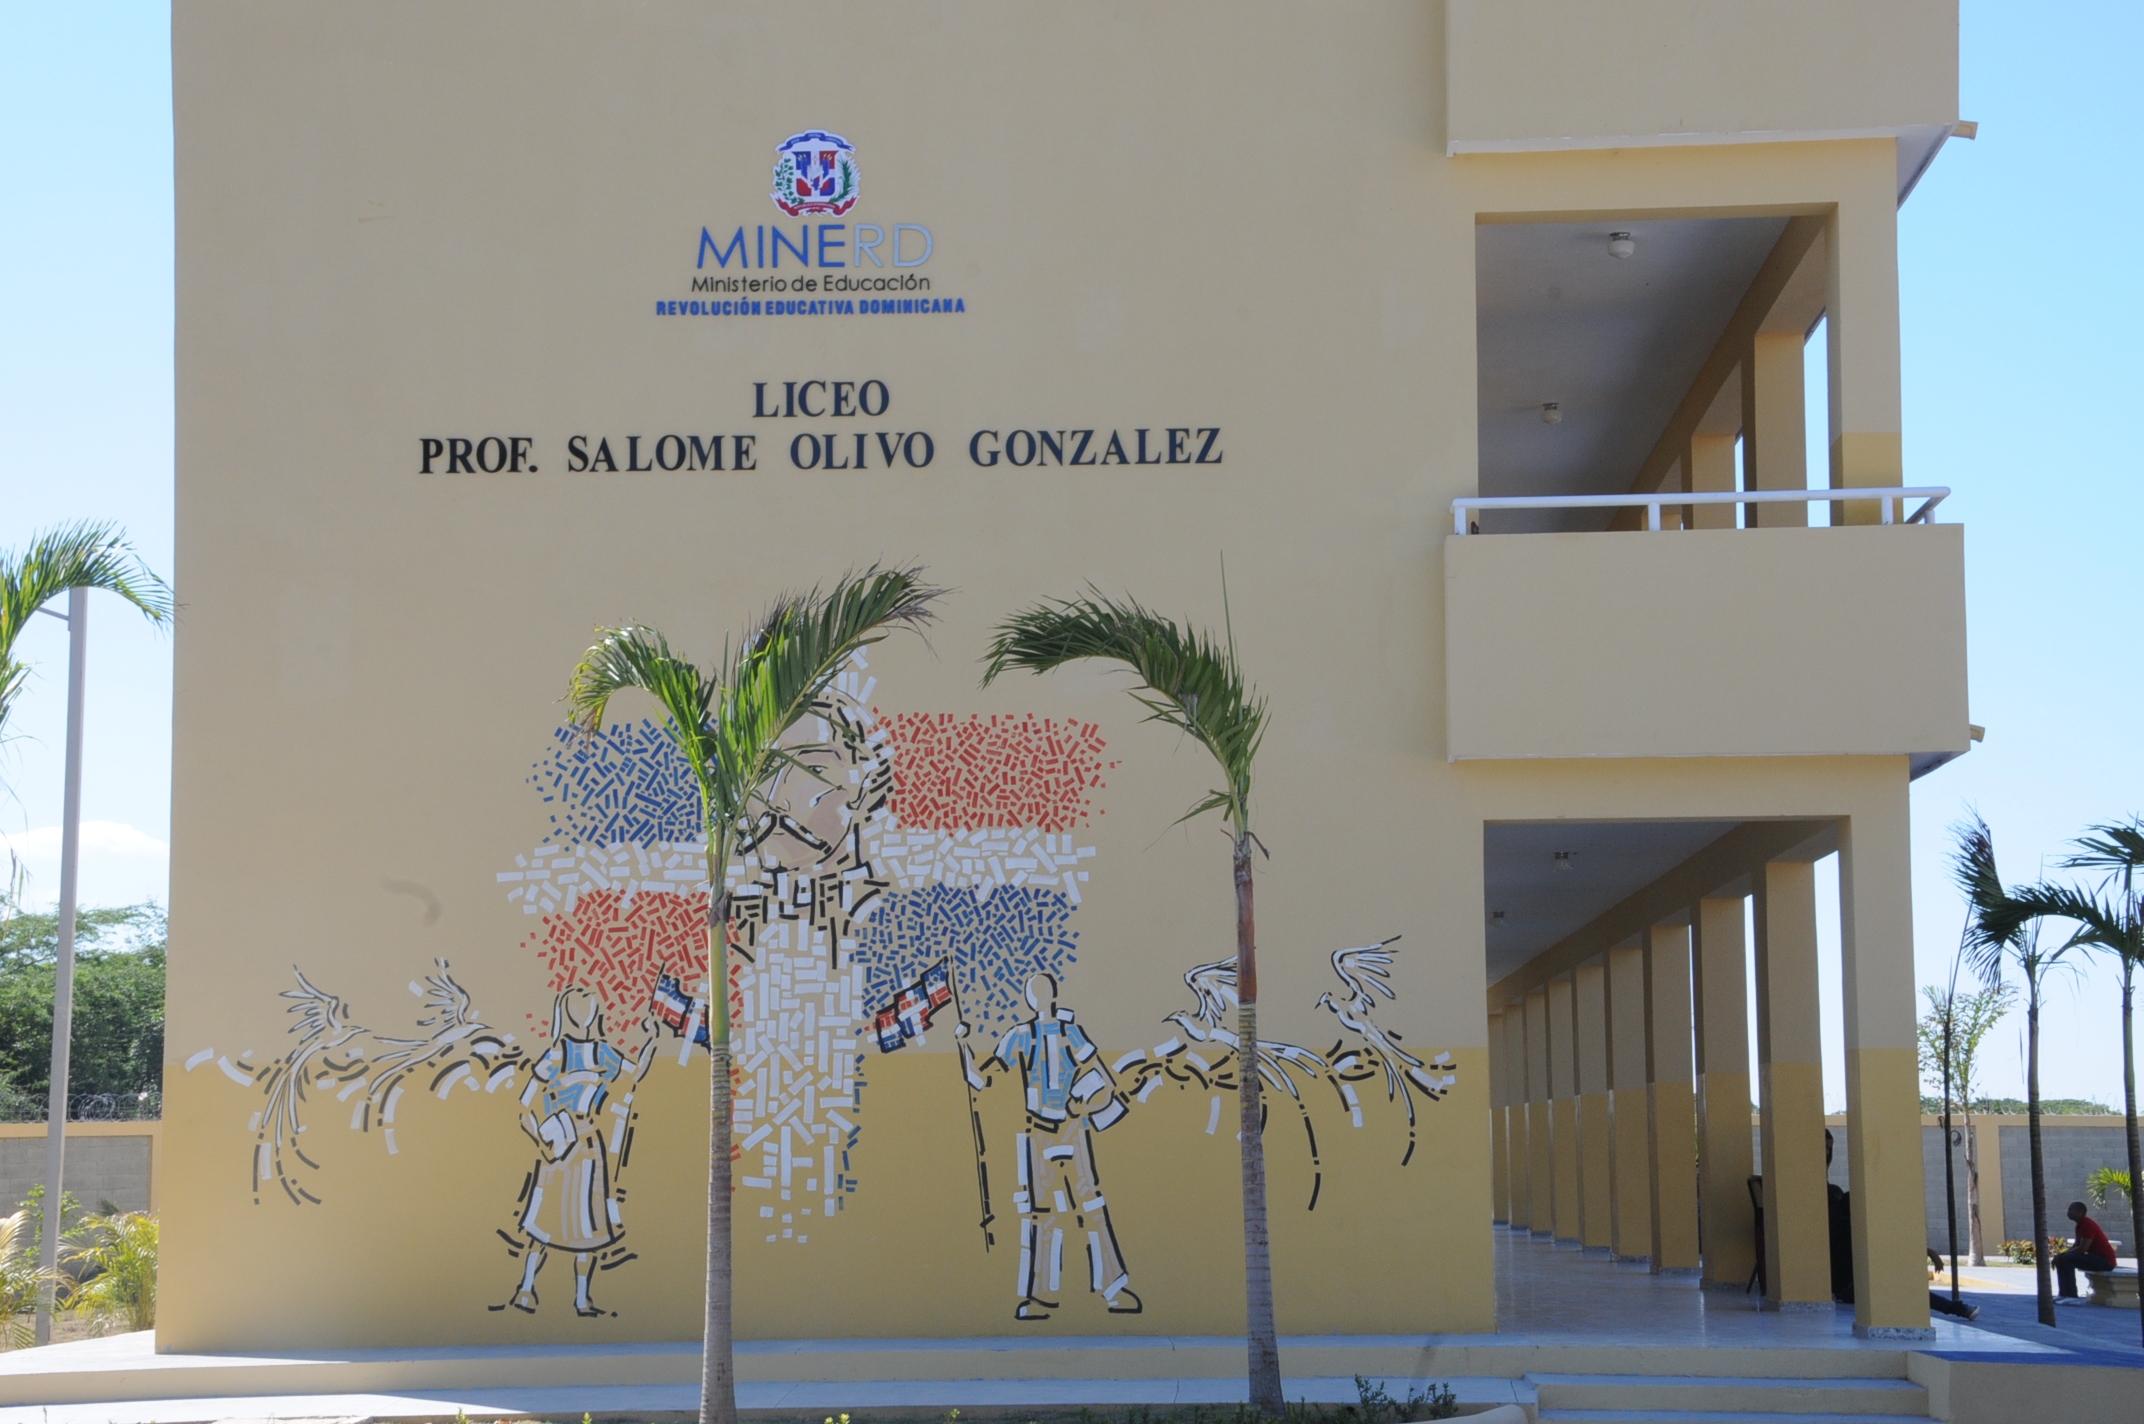 MINERD
Ministerio de Educación
REVOLUCIÓN EDUCATIVA DOMINICANA
LICEO
PROF. SALOME OLIVO GONZALEZ